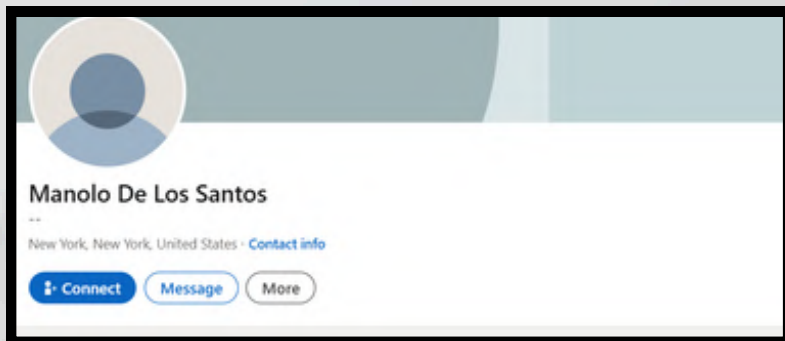 Manolo De Los Santos
--
New York, New York, United States · Contact info
Connect Message More